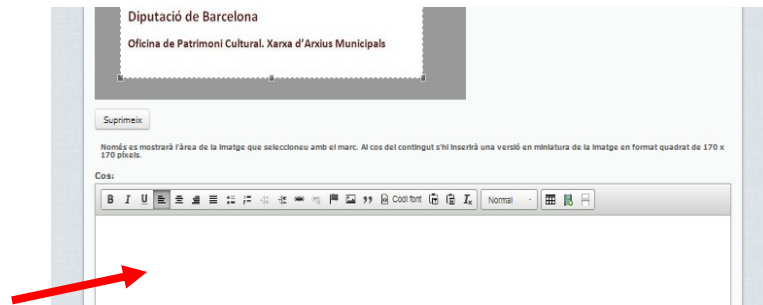 Diputació de Barcelona
Oficina de Patrimoni Cultural. Xarxa d'Arxius Municipals
Suprimeix
Només es mostrarà l'àrea de la imatge que seleccioneu amb el marc. Al cos del contingut s'hi inserirà una versió en miniatura de la imatge en format quadrat de 170 x
170 píxels.
Cos:
B I U Codi font Ix Normal